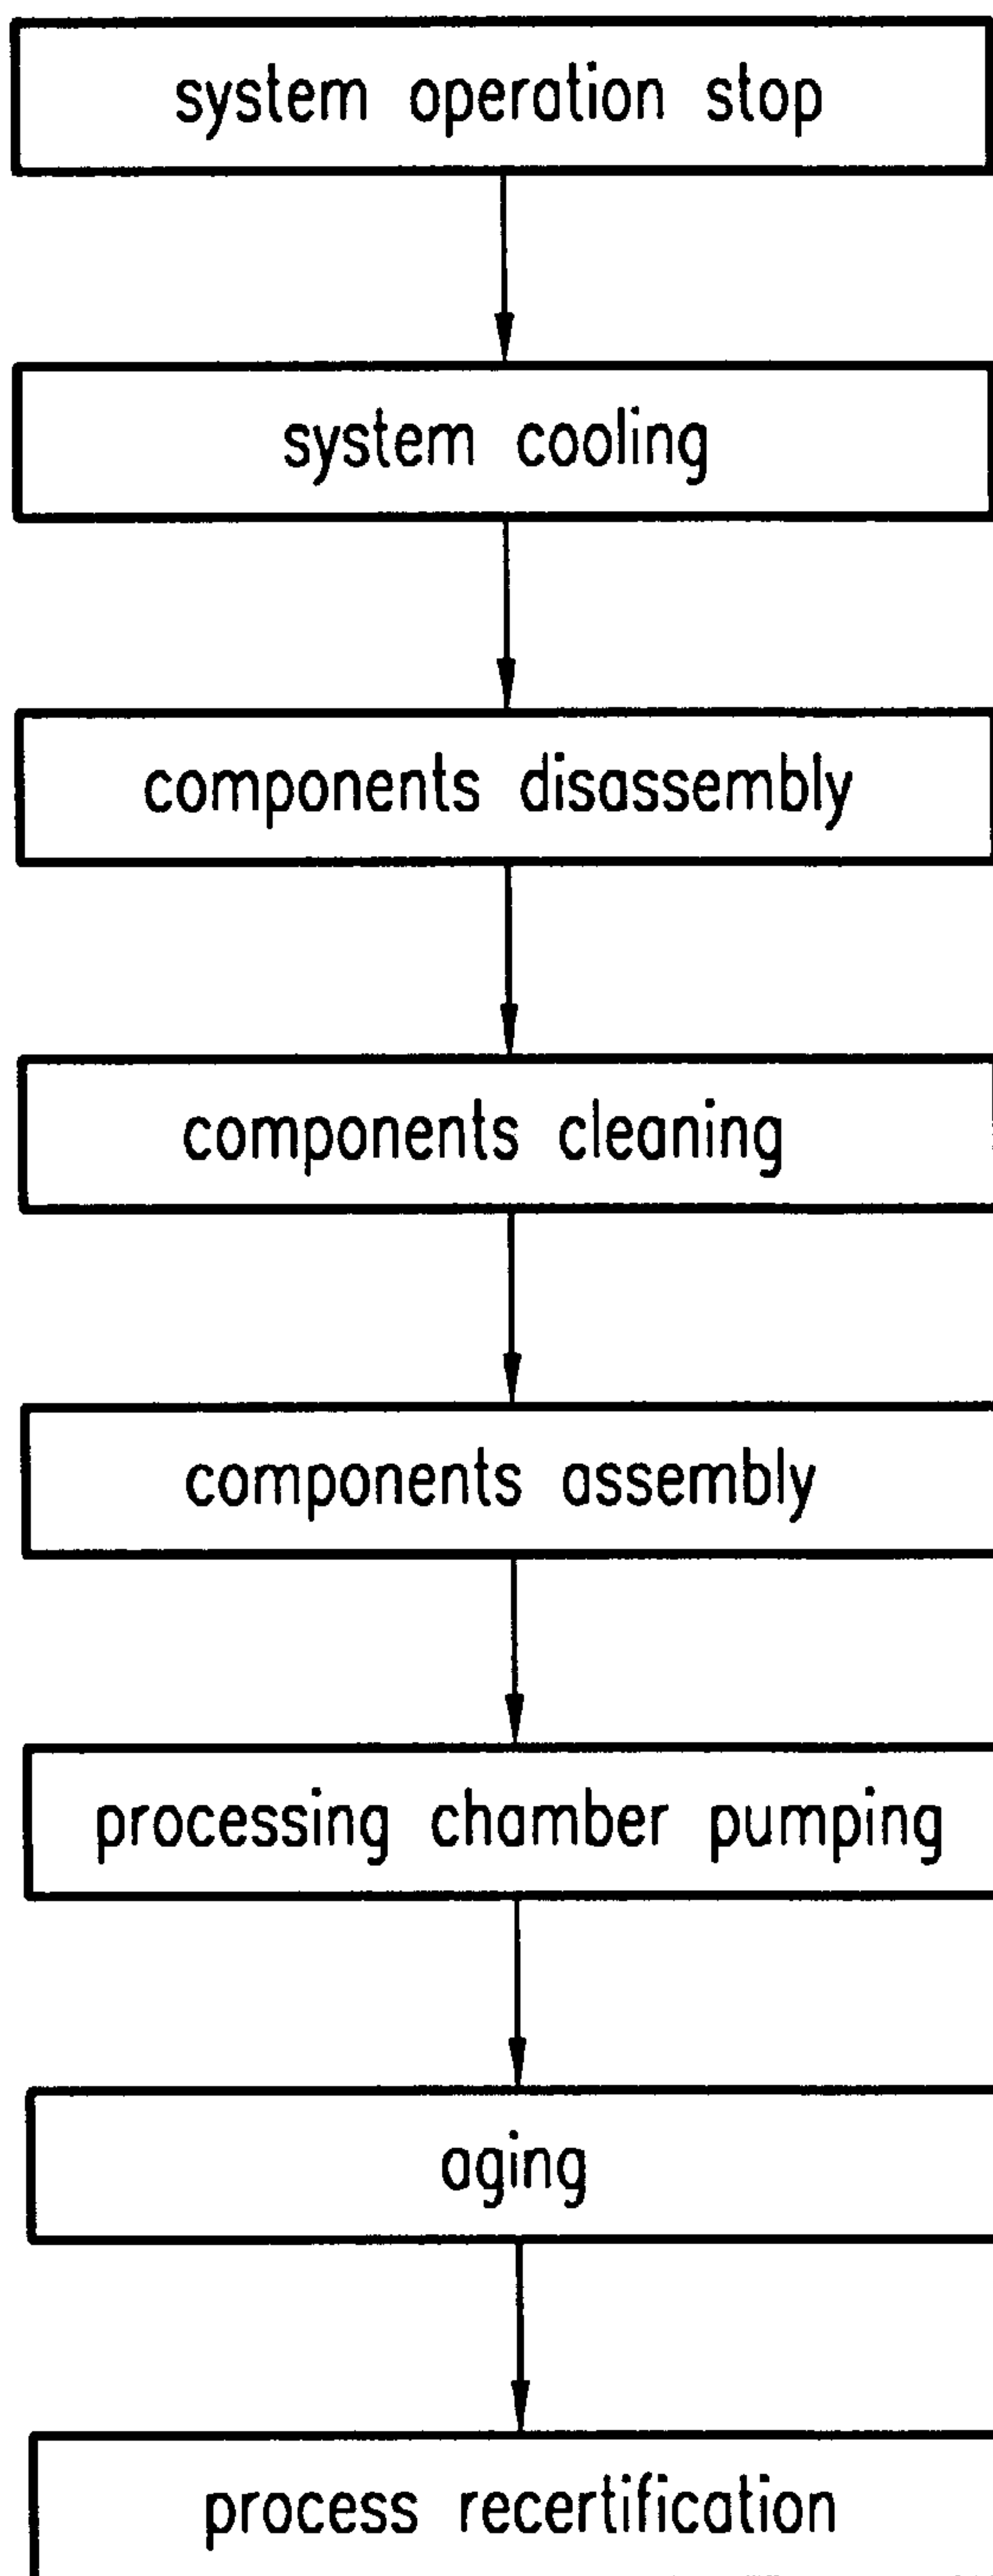 system operation stop
system cooling
components disassembly
components cleaning
components assembly
processing chamber pumping
aging
process recertification